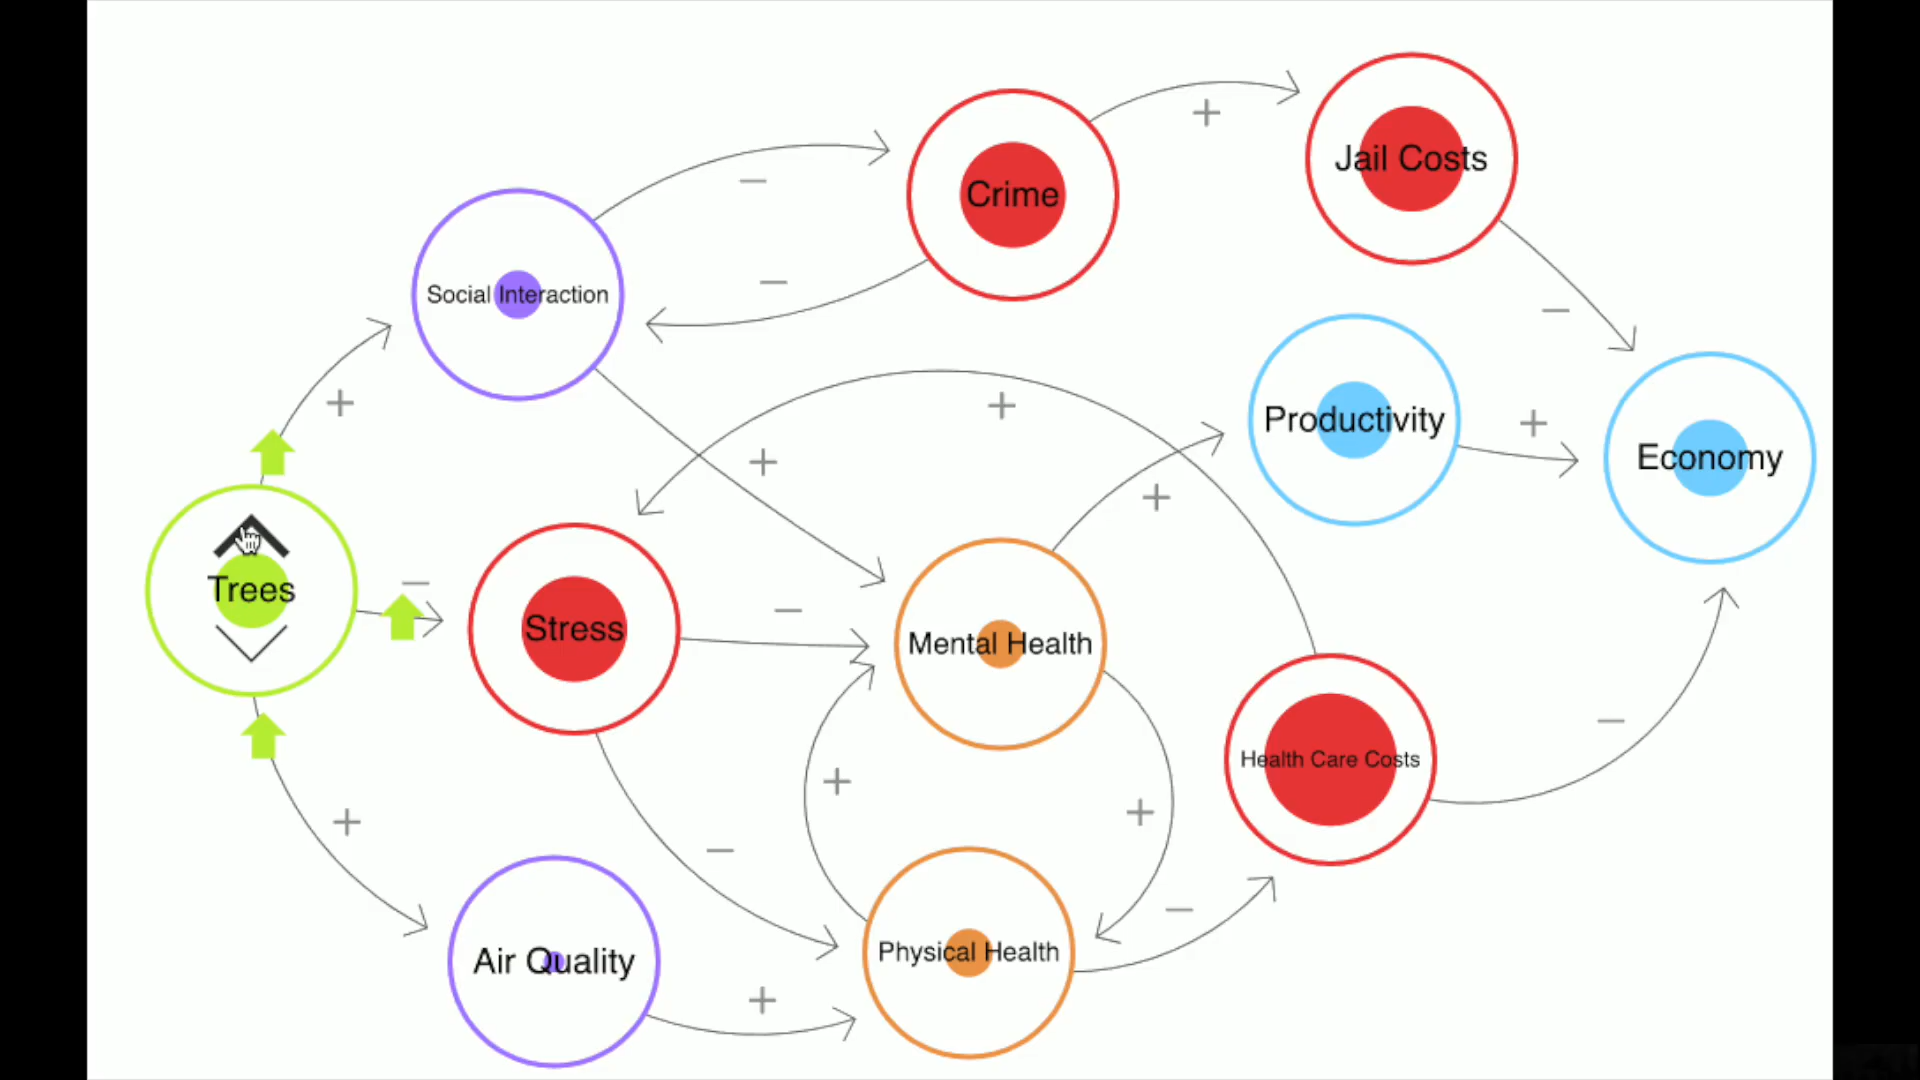 Crime
+
Jail Costs
−
Social Interaction
−
−
+
+
Productivity
+
Economy
+
+
Trees
−
Stress
−
Mental Health
−
Health Care Costs
+
+
+
−
−
Air Quality
Physical Health
+